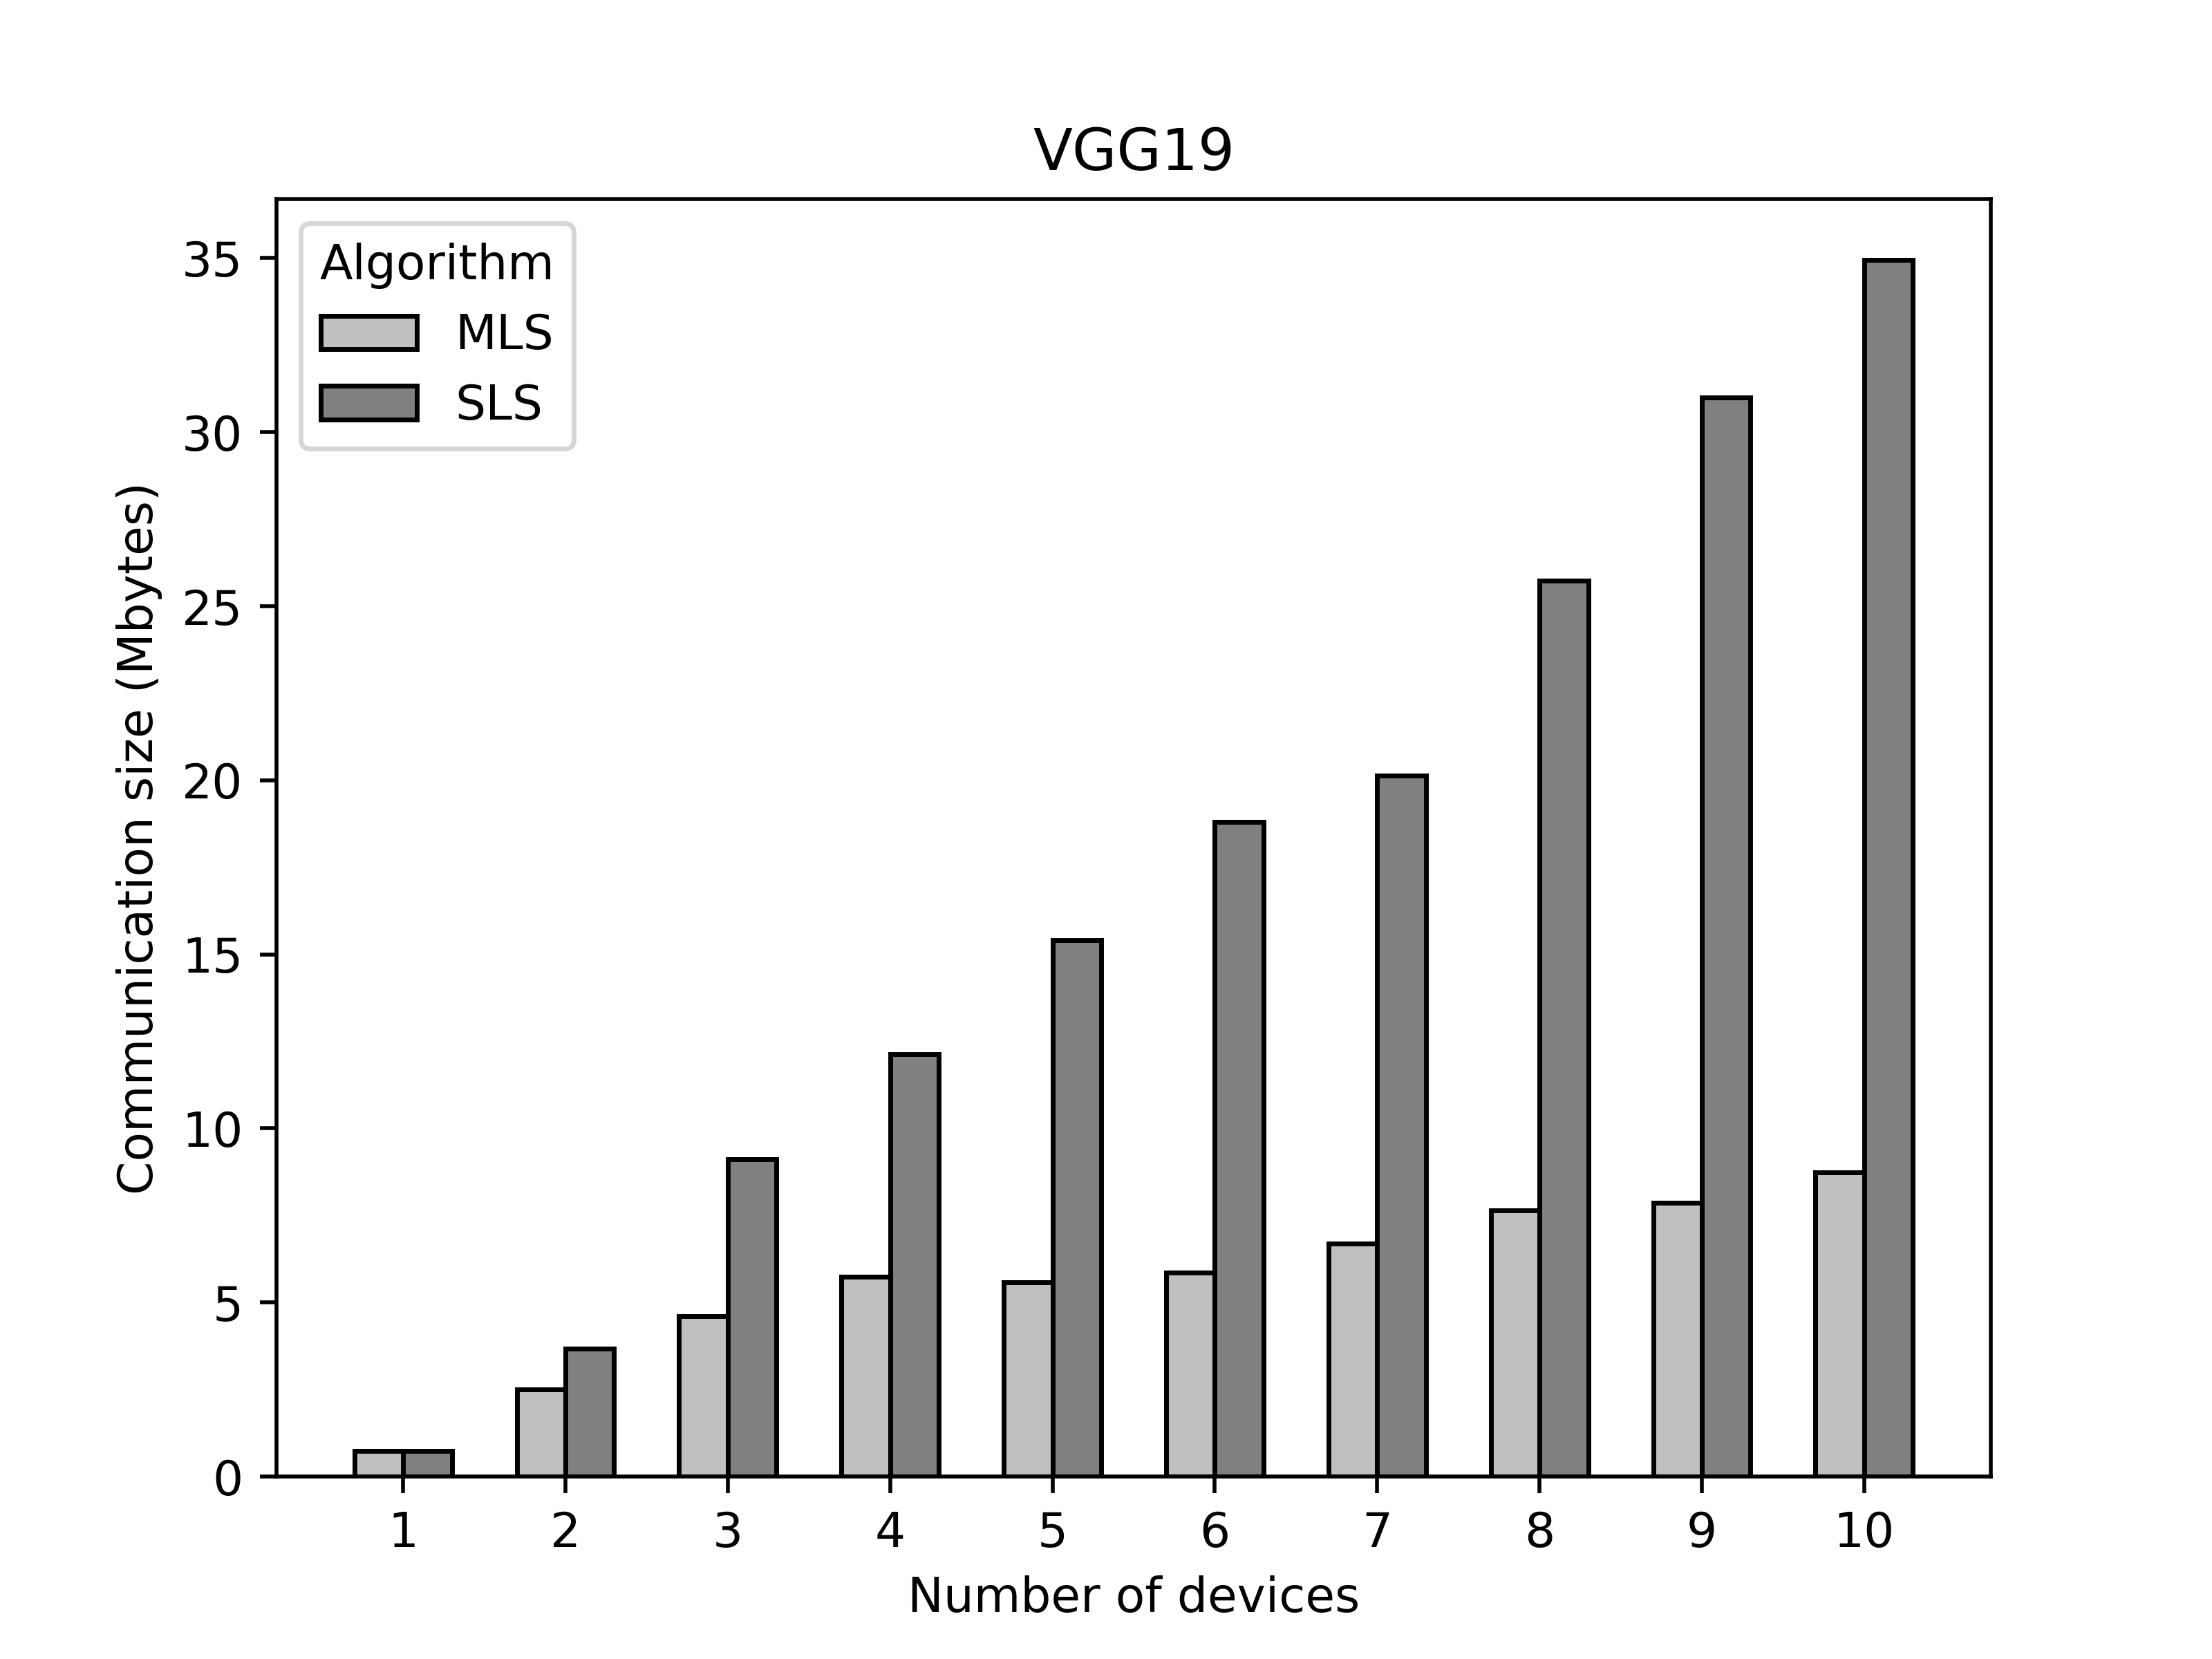 VGG19
Algorithm
MLS
SLS
Communication size (Mbytes)
35
30
25
20
15
10
5
0
1 2 3 4 5 6 7 8 9 10
Number of devices